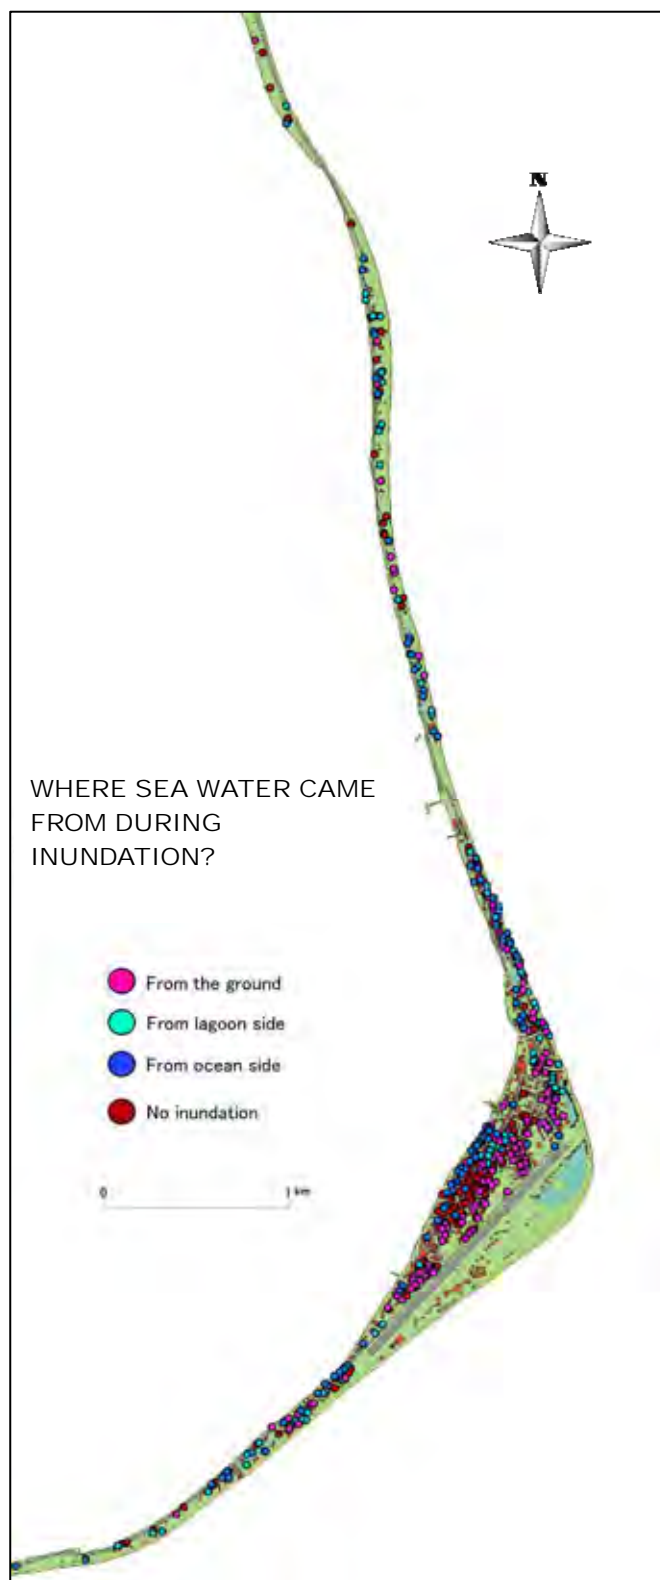 N
WHERE SEA WATER CAME
FROM DURING
INUNDATION?
From the ground
From lagoon side
From ocean side
No inundation
0 1 km